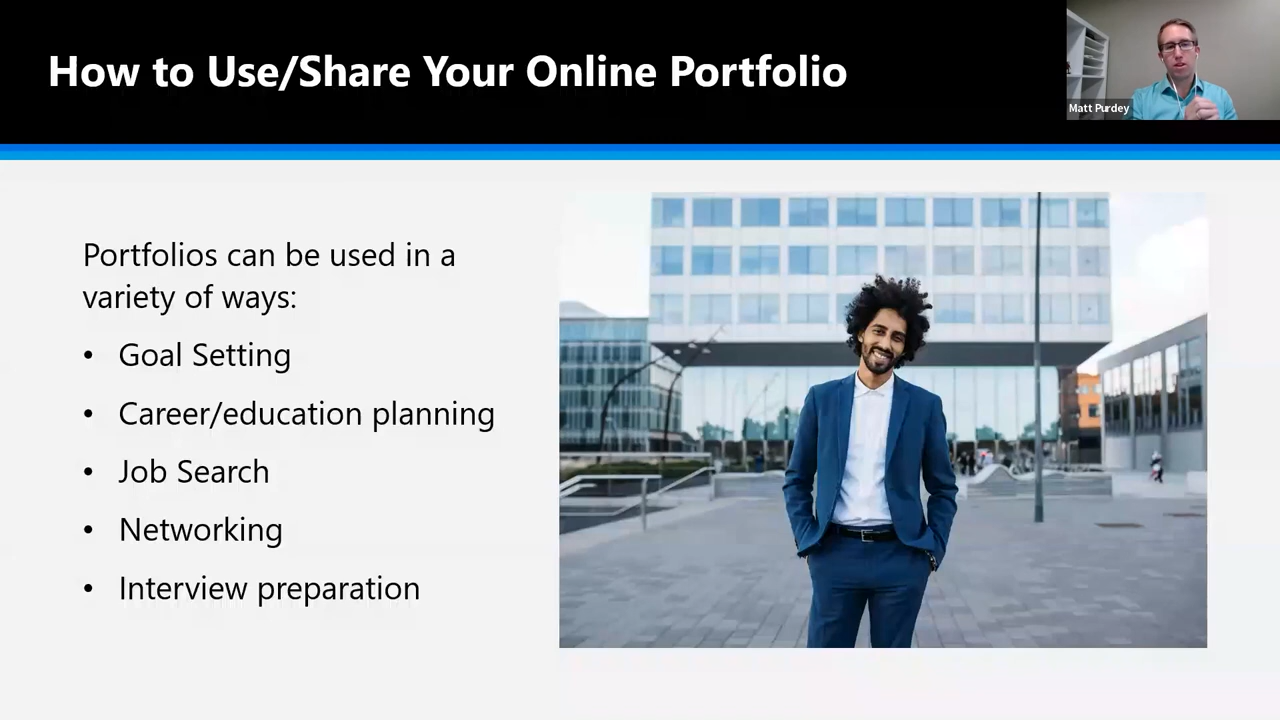 How to Use/Share Your Online Portfolio
Matt Purdey
Portfolios can be used in a
variety of ways:
• Goal Setting
• Career/education planning
• Job Search
• Networking
• Interview preparation